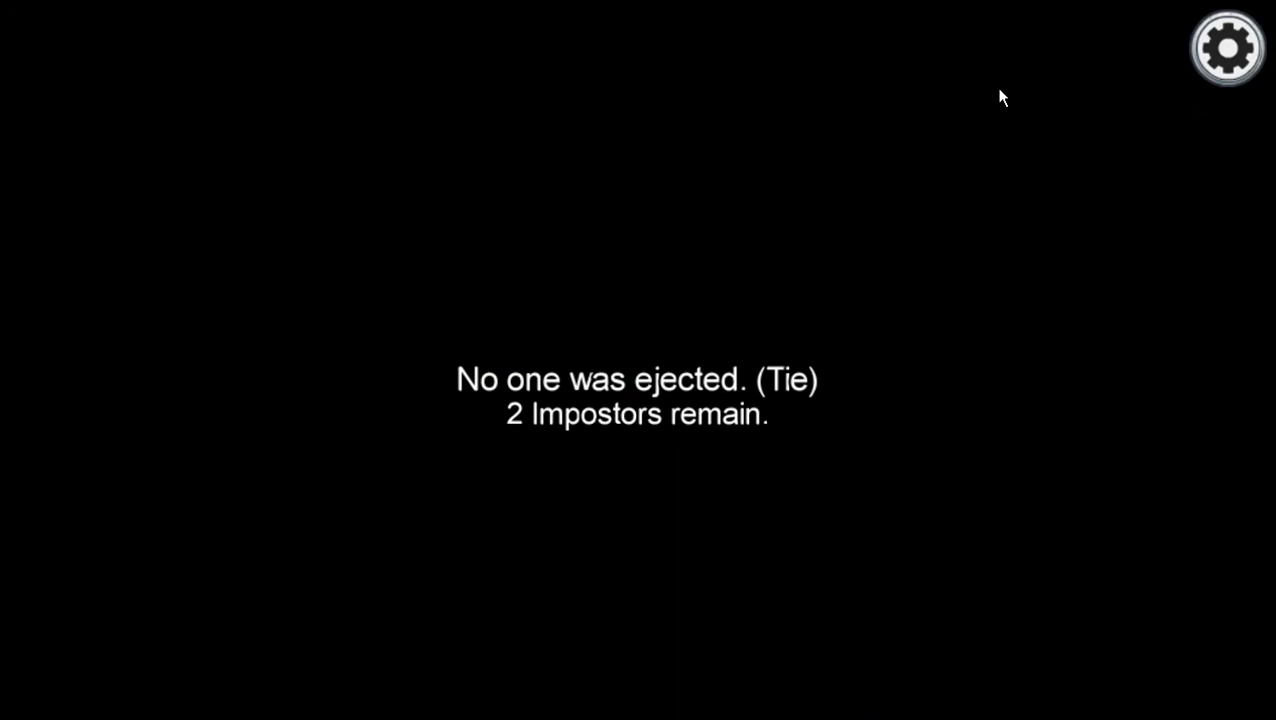 No one was ejected. (Tie)
2 Impostors remain.